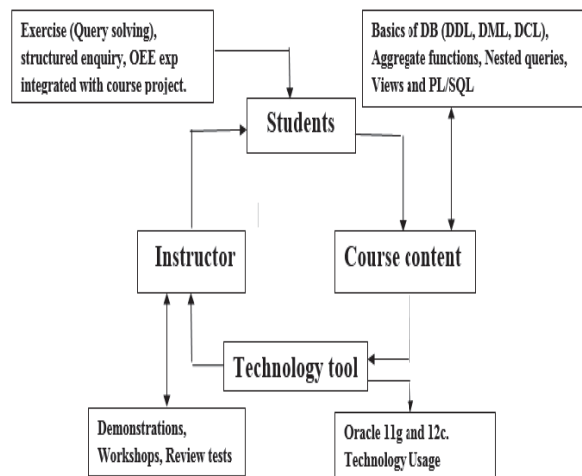 Exercise (Query solving),
structured enquiry, OEE exp
integrated with course project.
Basics of DB (DDL, DML, DCL),
Aggregate functions, Nested queries,
Views and PL/SQL
Students
Instructor
Course content
Technology tool
Demonstrations,
Workshops, Review tests
Oracle 11g and 12c.
Technology Usage